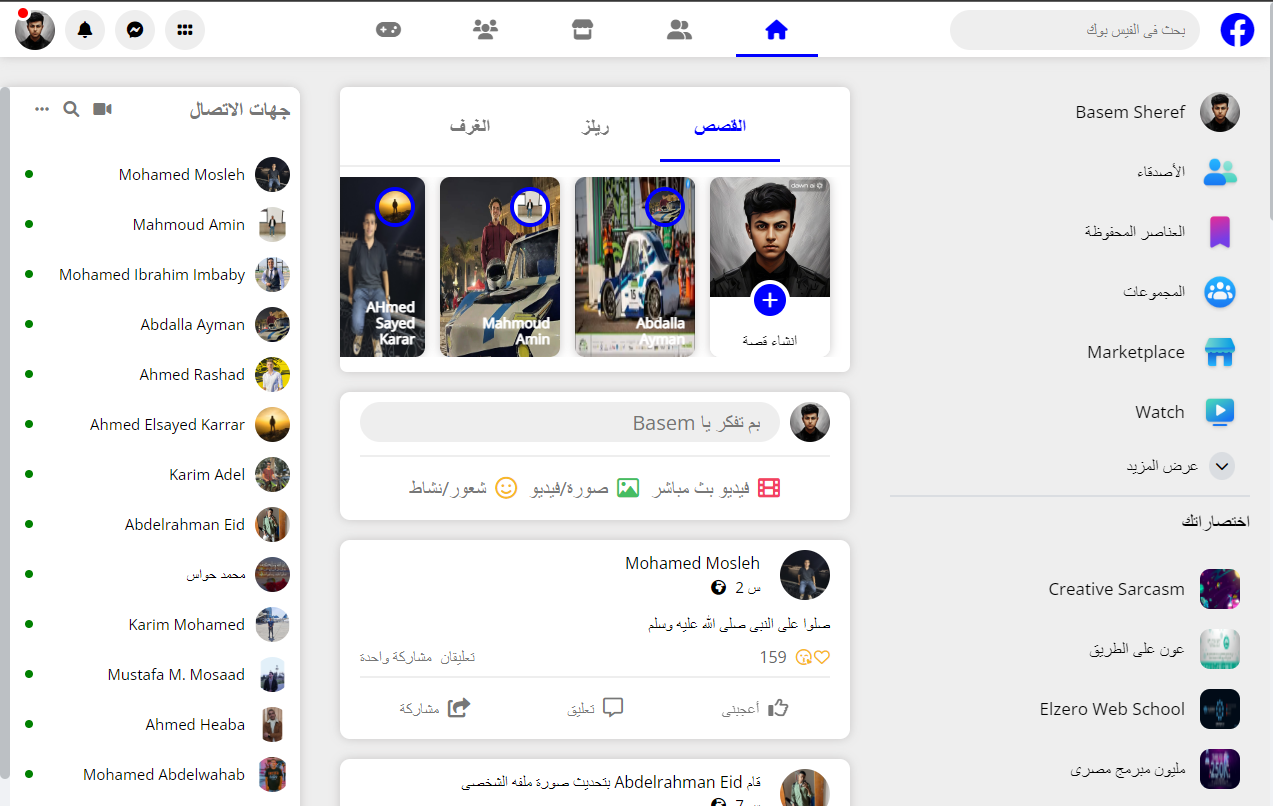 بحث فى الفيس بوك
Basem Sheref
الأصدقاء
العناصر المحفوظة
المجموعات
Marketplace
Watch
عرض المزيد
اختصاراتك
Creative Sarcasm
عون على الطريق
Elzero Web School
مليون مبرمج مصرى
القصص
ريلز
الغرف
انشاء قصة
Abdalla
Ayman
Mahmoud
Amin
AHmed
Sayed
Karar
بم تفكر يا Basem
فيديو بث مباشر
صورة/فيديو
شعور/نشاط
Mohamed Mosleh
س 2
صلوا على النبى صلى الله عليه وسلم
159
تعليقان مشاركة واحدة
أعجبنى
تعليق
مشاركة
قام Abdelrahman Eid بتحديث صورة ملفه الشخصى
س 7
جهات الاتصال
Mohamed Mosleh
Mahmoud Amin
Mohamed Ibrahim Imbaby
Abdalla Ayman
Ahmed Rashad
Ahmed Elsayed Karrar
Karim Adel
Abdelrahman Eid
محمد حواس
Karim Mohamed
Mustafa M. Mosaad
Ahmed Heaba
Mohamed Abdelwahab